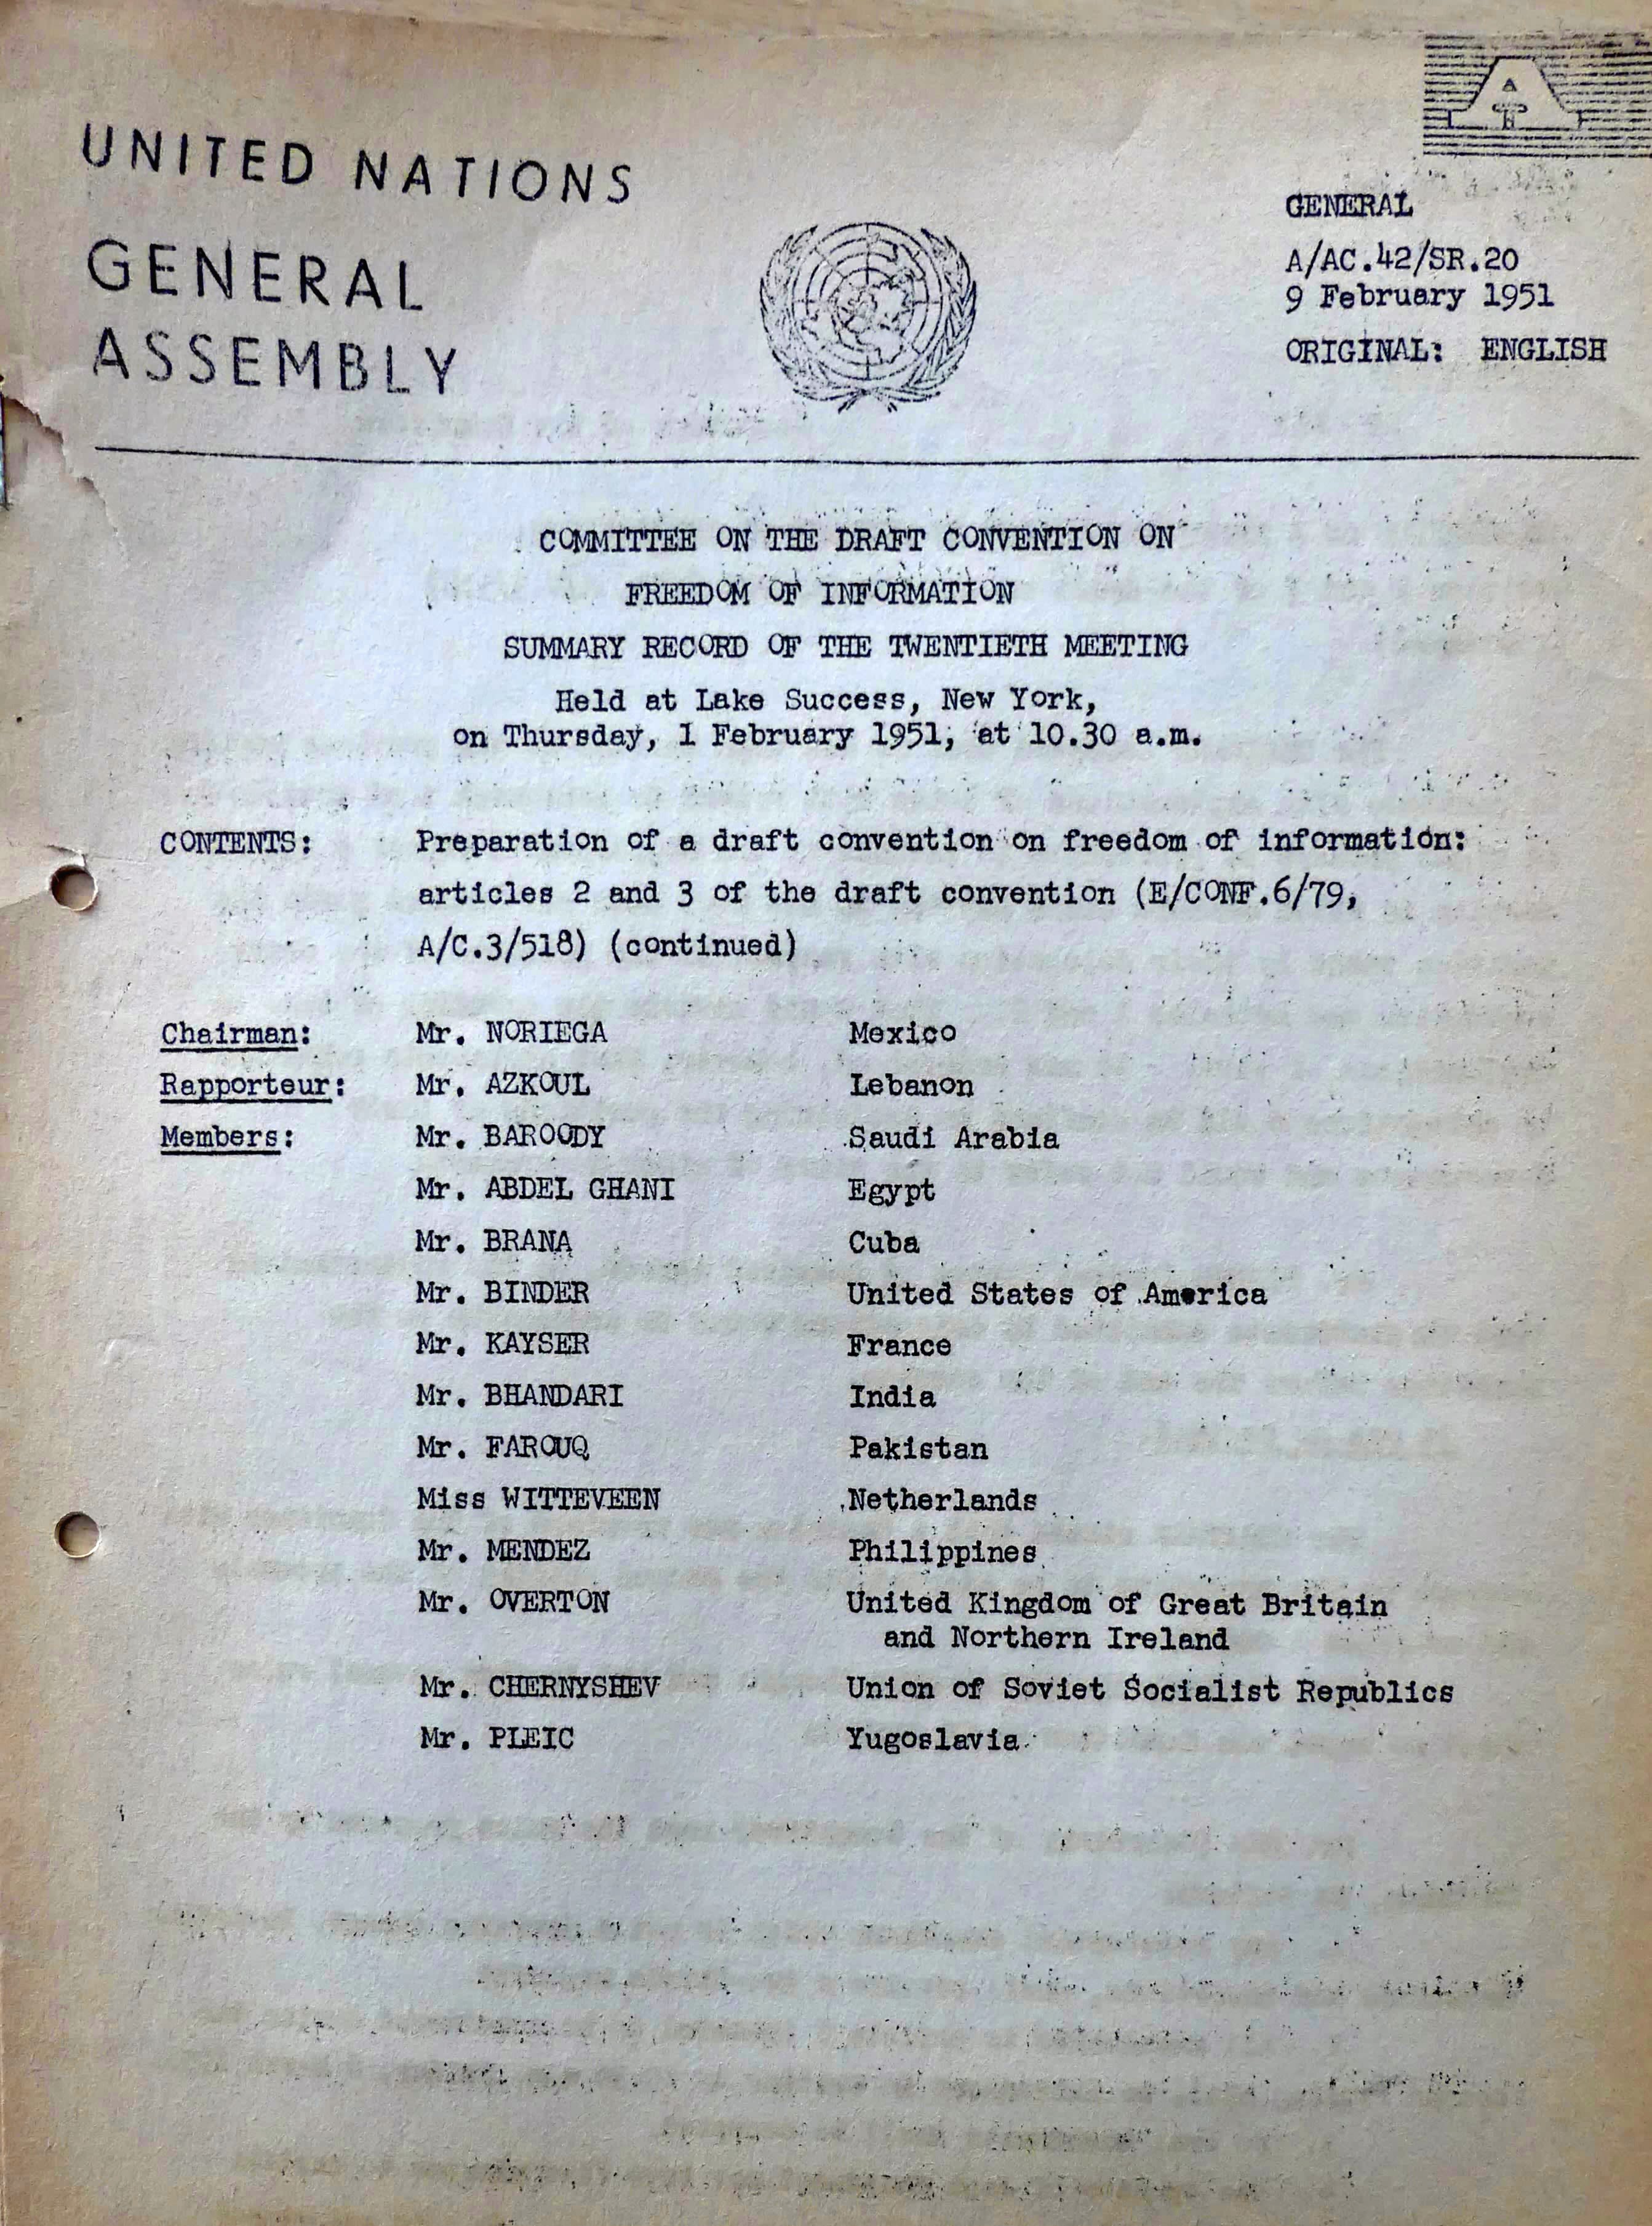 UNITED NATIONS
GENERAL
ASSEMBLY
A
GENERAL
A/AC.42/SR.20
9 February 1951
ORIGINAL: ENGLISH
COMMITTEE ON THE DRAFT CONVENTION ON
FREEDOM OF INFORMATION
SUMMARY RECORD OF THE TWENTIETH MEETING
Held at Lake Success, New York,
on Thursday, 1 February 1951, at 10.30 a.m.
CONTENTS: Preparation of a draft convention on freedom of information:
articles 2 and 3 of the draft convention (E/CONF.6/79,
A/C.3/518) (continued)
Chairman: Mr. NORIEGA Mexico
Rapporteur: Mr. AZKOUL Lebanon
Members: Mr. BAROODY Saudi Arabia
Mr. ABDEL GHANI Egypt
Mr. BRANA Cuba
Mr. BINDER United States of America
Mr. KAYSER France
Mr. BHANDARI India
Mr. FAROUQ Pakistan
Miss WITTEVEEN Netherlands
Mr. MENDEZ Philippines
Mr. OVERTON United Kingdom of Great Britain
and Northern Ireland
Mr. CHERNYSHEV Union of Soviet Socialist Republics
Mr. PLEIC Yugoslavia